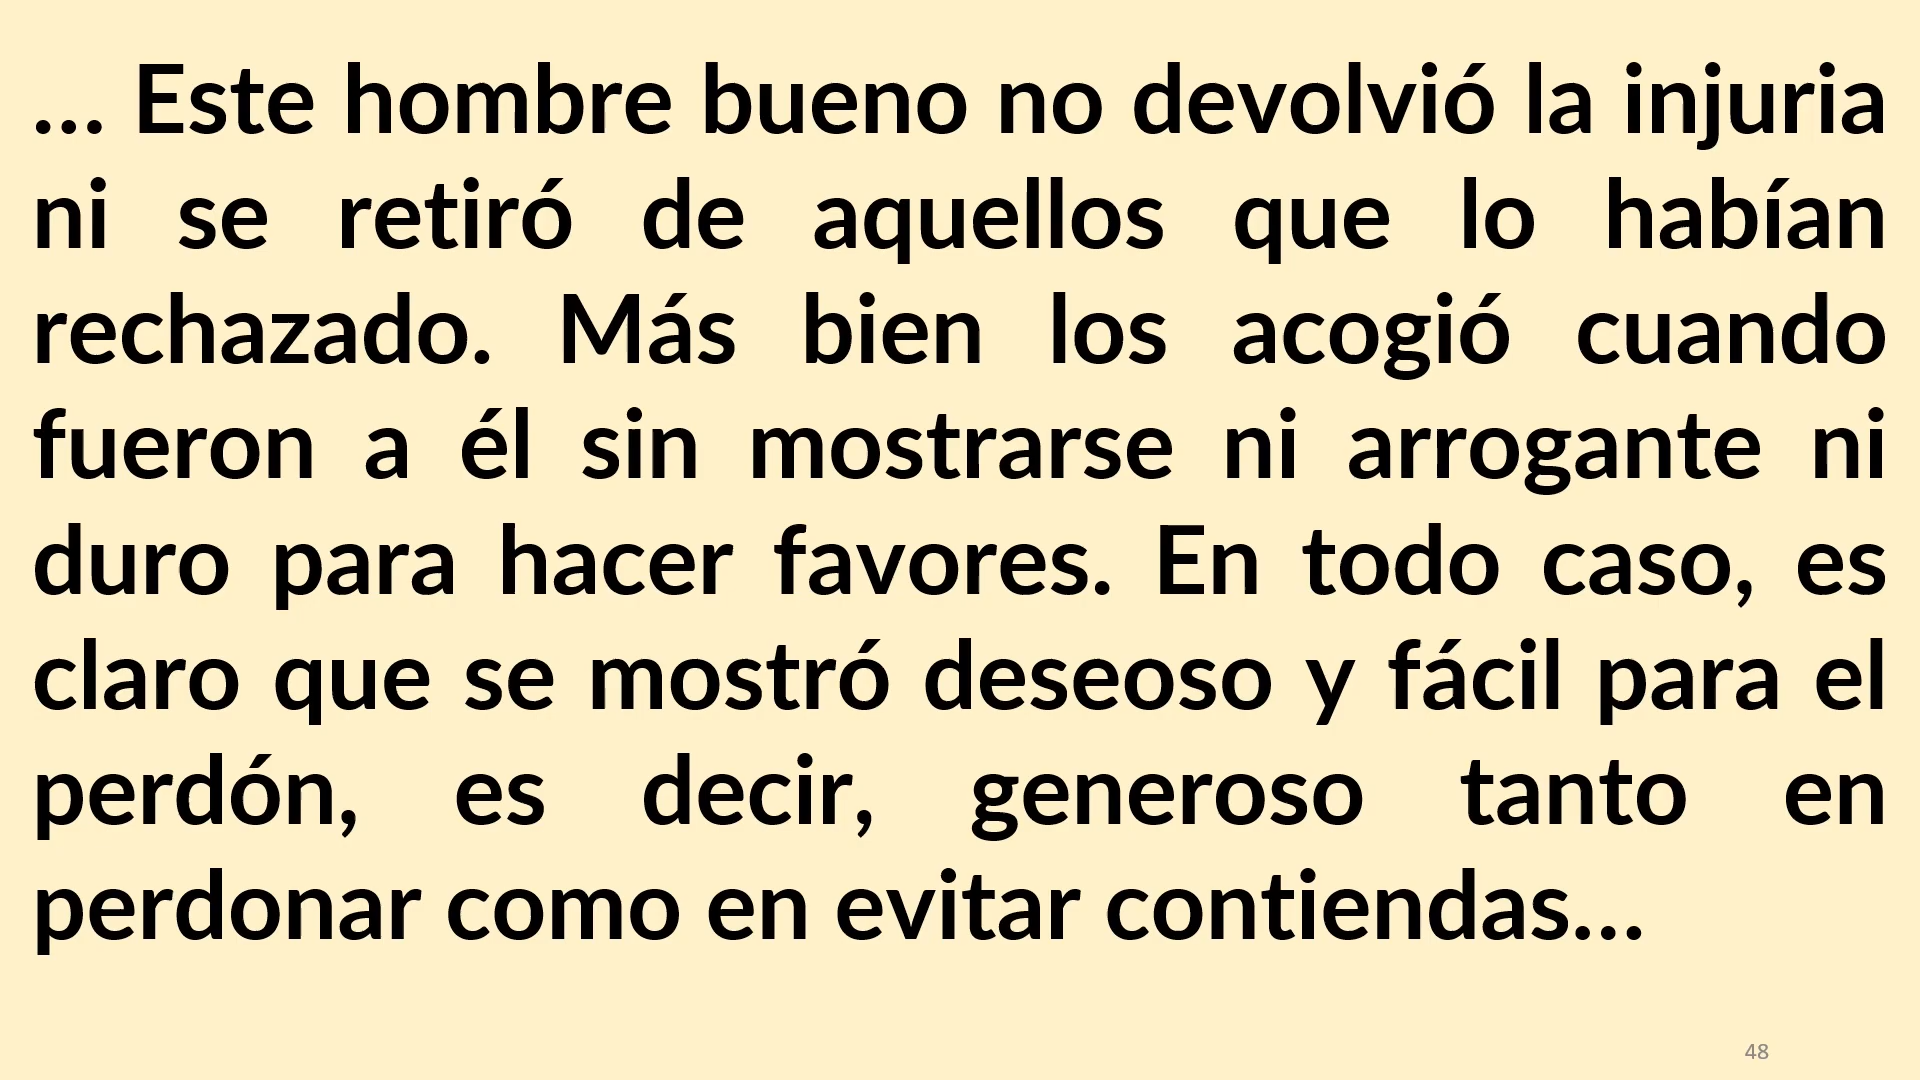 … Este hombre bueno no devolvió la injuria
ni se retiró de aquellos que lo habían
rechazado. Más bien los acogió cuando
fueron a él sin mostrarse ni arrogante ni
duro para hacer favores. En todo caso, es
claro que se mostró deseoso y fácil para el
perdón, es decir, generoso tanto en
perdonar como en evitar contiendas…
48